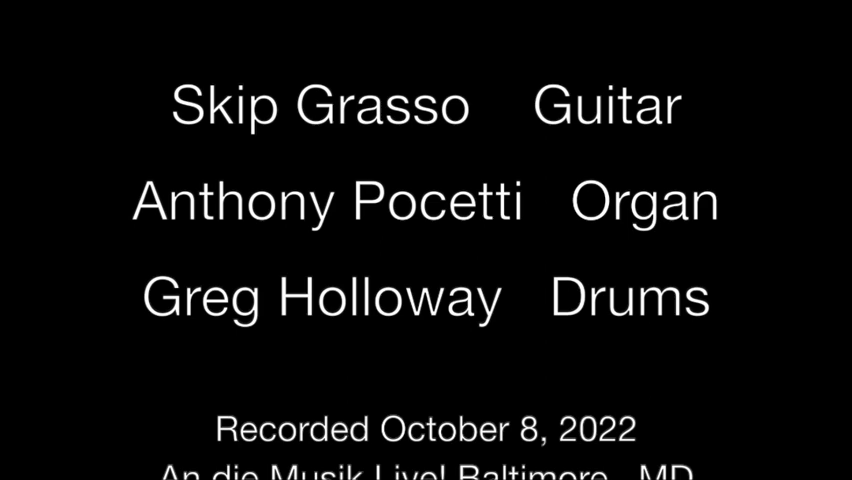 Skip Grasso Guitar
Anthony Pocetti Organ
Greg Holloway Drums
Recorded October 8, 2022
An die Musik Live! Baltimore, MD